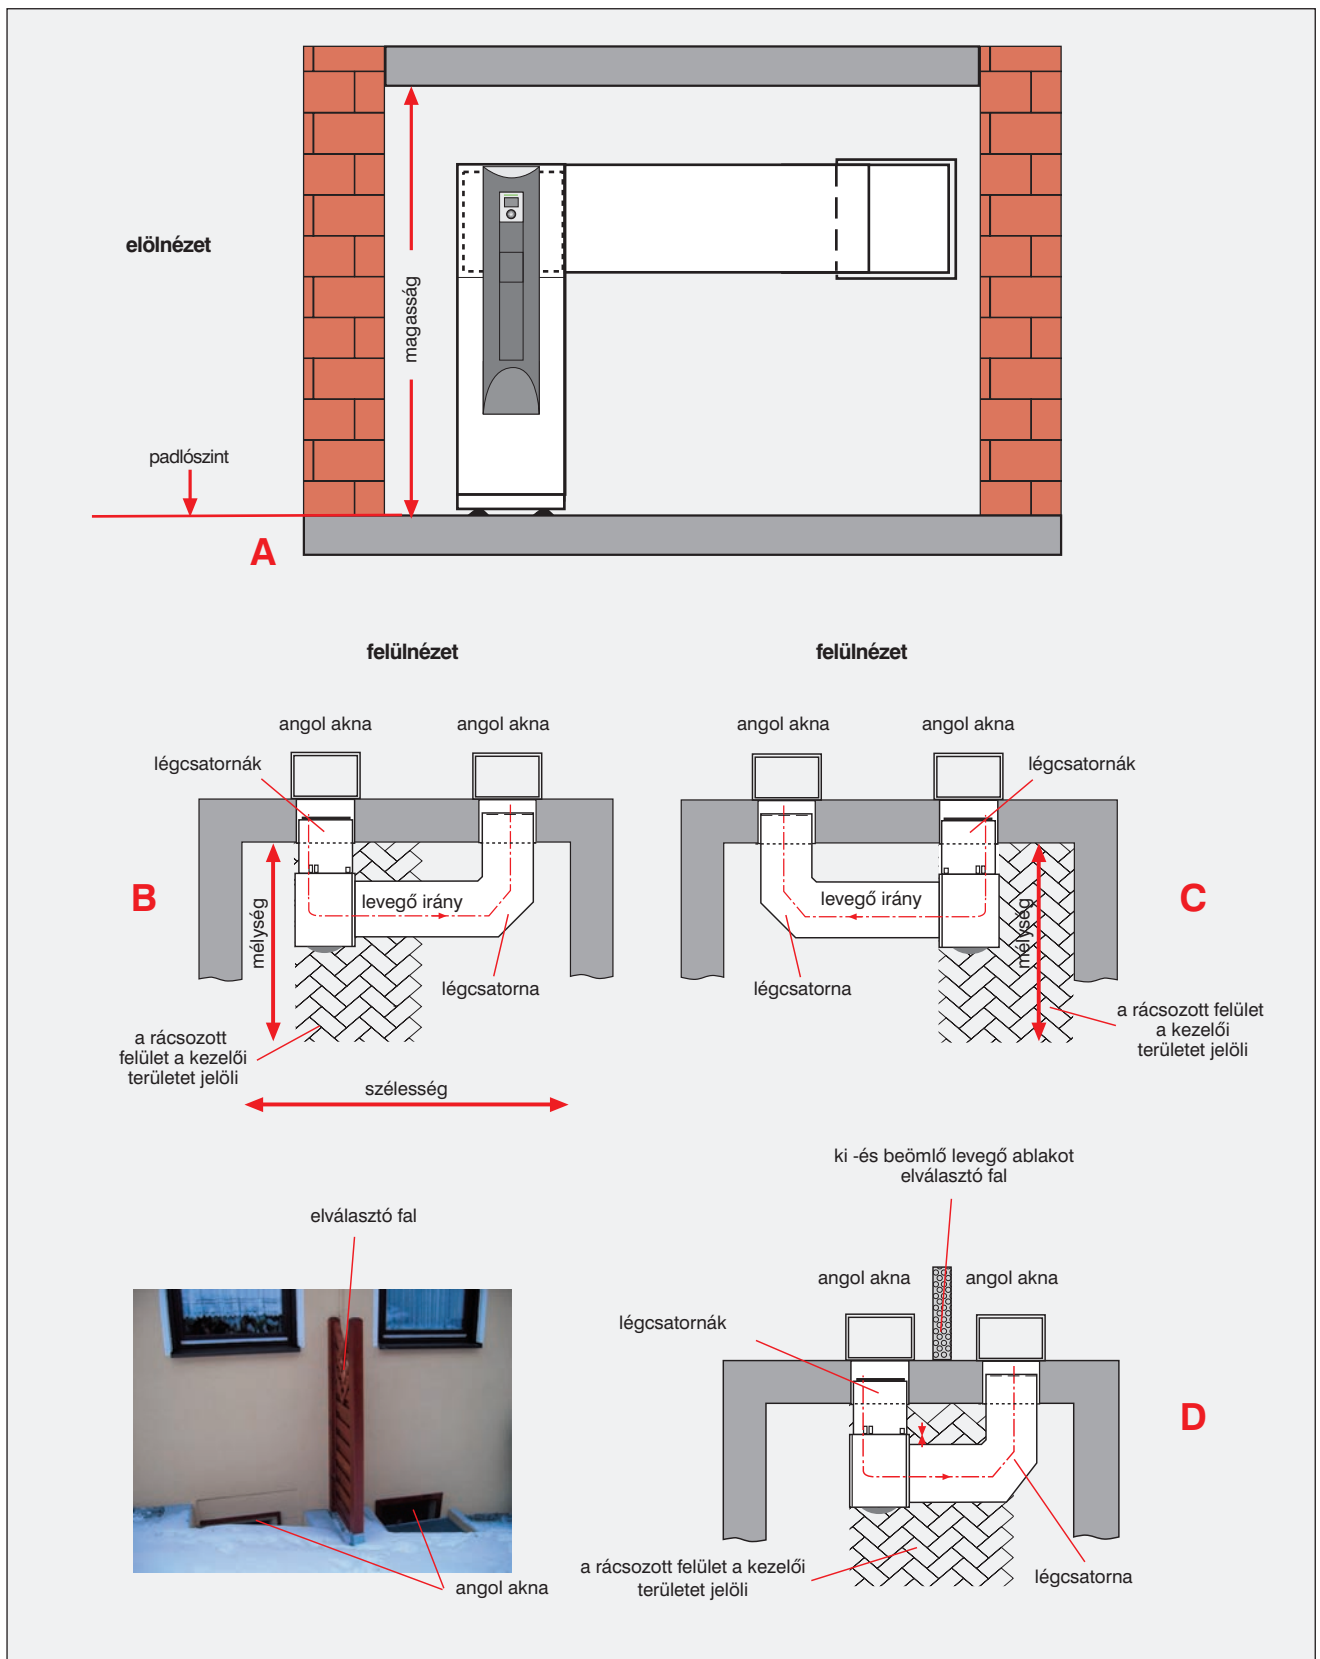 elölnézet
magasság
padlószint
A
felülnézet
felülnézet
angol akna
angol akna
légcsatornák
B
levegő irány
mélység
légcsatorna
a rácsozott
felület a kezelői
területet jelöli
szélesség
angol akna
angol akna
légcsatornák
C
levegő irány
mélység
légcsatorna
a rácsozott felület
a kezelői
területet jelöli
elválasztó fal
angol akna
ki -és beömlő levegő ablakot
elválasztó fal
angol akna
angol akna
légcsatornák
D
a rácsozott felület a kezelői
területet jelöli
légcsatorna